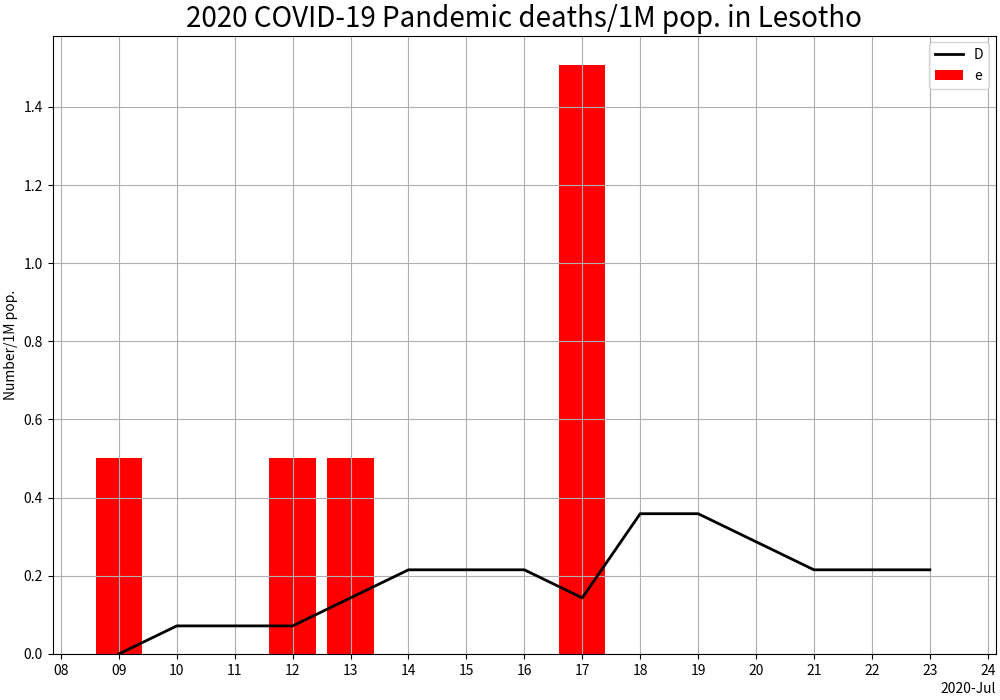 2020 COVID-19 Pandemic deaths/1M pop. in Lesotho
D
e
Number/1M pop.
1.4
1.2
1.0
0.8
0.6
0.4
0.2
0.0
08 09 10 11 12 13 14 15 16 17 18 19 20 21 22 23 24
2020-Jul